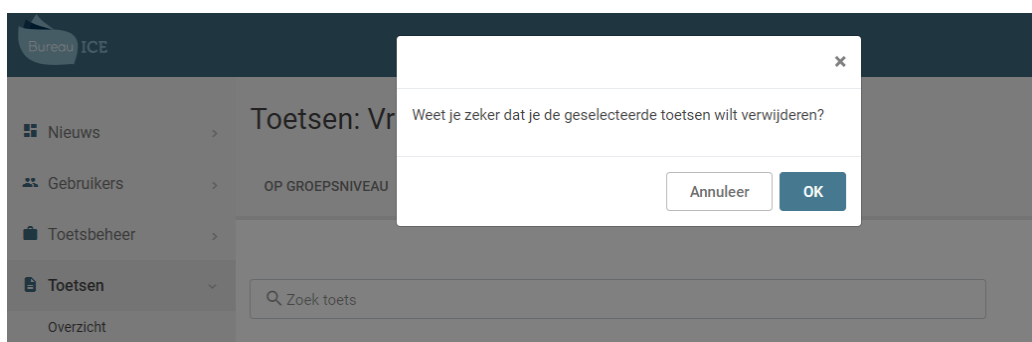 Bureau ICE
Nieuws
Gebruikers
Toetsbeheer
Toetsen
Overzicht
Toetsen: Vr
OP GROEPSNIVEAU
Zoek toets
×
Weet je zeker dat je de geselecteerde toetsen wilt verwijderen?
Annuleer
OK